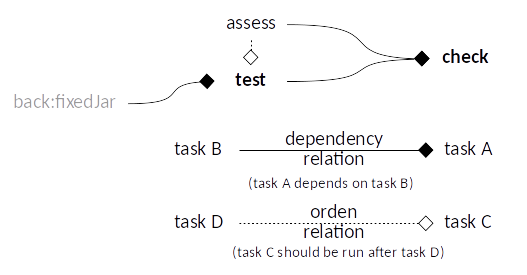 assess
check
test
back:fixedJar
task B dependency relation task A
(task A depends on task B)
task D orden relation task C
(task C should be run after task D)